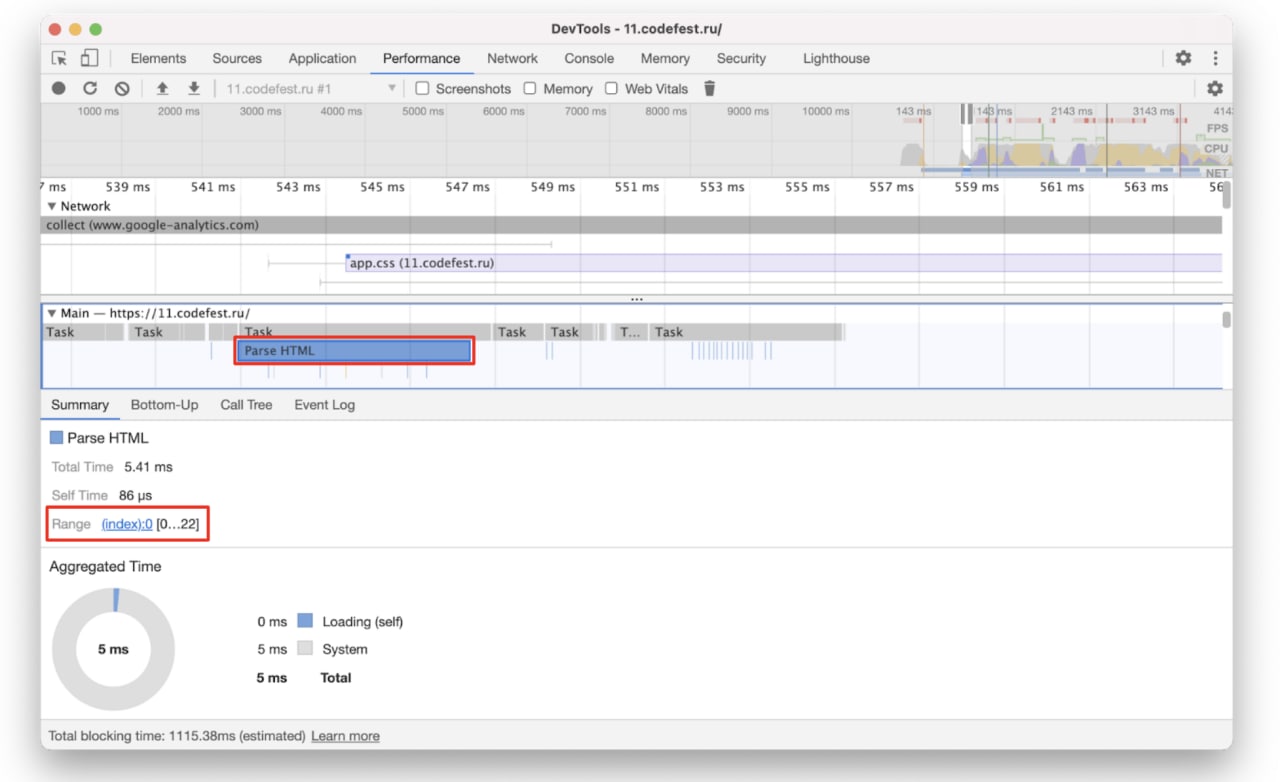 DevTools - 11.codefest.ru/
Elements Sources Application Performance Network Console Memory Security Lighthouse
11.codefest.ru #1 Screenshots Memory Web Vitals
1000 ms 2000 ms 3000 ms 4000 ms 5000 ms 6000 ms 7000 ms 8000 ms 9000 ms 10000 ms 143 ms 143 ms 2143 ms 3143 ms 414
FPS
CPU
NET
7 ms 539 ms 541 ms 543 ms 545 ms 547 ms 549 ms 551 ms 553 ms 555 ms 557 ms 559 ms 561 ms 563 ms 56
Network
collect (www.google-analytics.com)
app.css (11.codefest.ru)
...
Main — https://11.codefest.ru/
Task Task Task Task Task T... Task
Parse HTML
Summary Bottom-Up Call Tree Event Log
Parse HTML
Total Time 5.41 ms
Self Time 86 μs
Range (index):0 [0…22]
Aggregated Time
0 ms Loading (self)
5 ms
5 ms System
5 ms Total
Total blocking time: 1115.38ms (estimated) Learn more